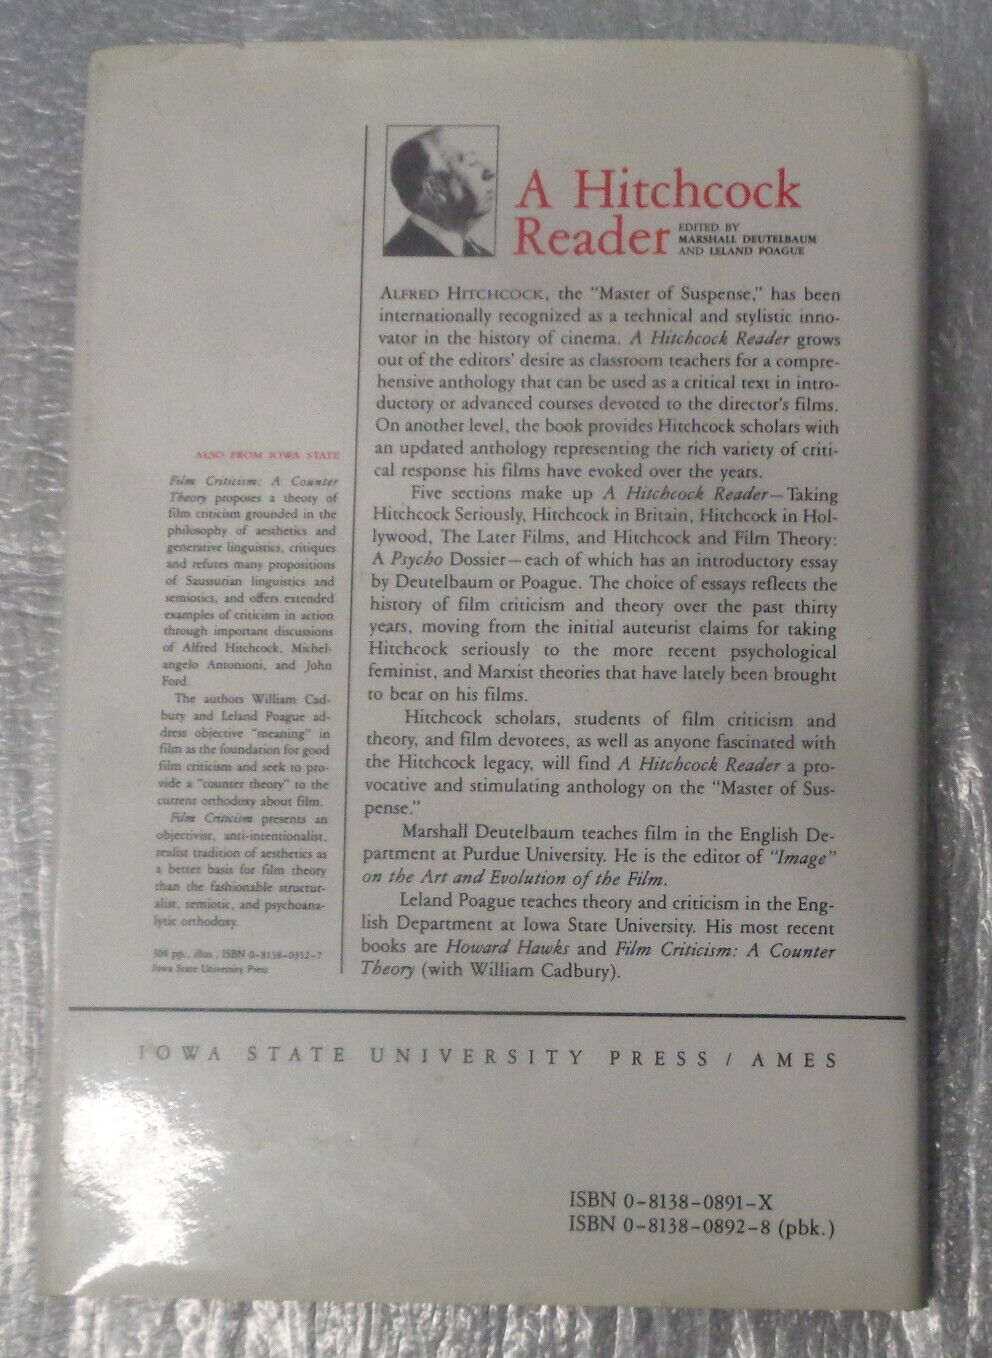 A Hitchcock
Reader
EDITED BY
MARSHALL DEUTELBAUM
AND LELAND POAGUE
ALFRED HITCHCOCK, the “Master of Suspense,” has been
internationally recognized as a technical and stylistic inno-
vator in the history of cinema. A Hitchcock Reader grows
out of the editors' desire as classroom teachers for a compre-
hensive anthology that can be used as a critical text in intro-
ductory or advanced courses devoted to the director's films.
On another level, the book provides Hitchcock scholars with
an updated anthology representing the rich variety of criti-
cal response his films have evoked over the years.
Five sections make up A Hitchcock Reader—Taking
Hitchcock Seriously, Hitchcock in Britain, Hitchcock in Hol-
lywood, The Later Films, and Hitchcock and Film Theory:
A Psycho Dossier—each of which has an introductory essay
by Deutelbaum or Poague. The choice of essays reflects the
history of film criticism and theory over the past thirty
years, moving from the initial auteurist claims for taking
Hitchcock seriously to the more recent psychological
feminist, and Marxist theories that have lately been brought
to bear on his films.
Hitchcock scholars, students of film criticism and
theory, and film devotees, as well as anyone fascinated with
the Hitchcock legacy, will find A Hitchcock Reader a pro-
vocative and stimulating anthology on the “Master of Sus-
pense.”
Marshall Deutelbaum teaches film in the English De-
partment at Purdue University. He is the editor of “Image”
on the Art and Evolution of the Film.
Leland Poague teaches theory and criticism in the Eng-
lish Department at Iowa State University. His most recent
books are Howard Hawks and Film Criticism: A Counter
Theory (with William Cadbury).
ALSO FROM IOWA STATE
Film Criticism: A Counter
Theory proposes a theory of
film criticism grounded in the
philosophy of aesthetics and
generative linguistics, critiques
and refutes many propositions
of Saussurian linguistics and
semiotics, and offers extended
examples of criticism in action
through important discussions
of Alfred Hitchcock, Michel-
angelo Antonioni, and John
Ford.
The authors William Cad-
bury and Leland Poague ad-
dress objective “meaning” in
film as the foundation for good
film criticism and seek to pro-
vide a “counter theory” to the
current orthodoxy about film.
Film Criticism presents an
objectivist, anti-intentionalist,
realist tradition of aesthetics as
a better basis for film theory
than the fashionable structur-
alist, semiotic, and psychoana-
lytic orthodoxy.
304 pp., illus., ISBN 0-8138-0352-7
Iowa State University Press
IOWA STATE UNIVERSITY PRESS / AMES
ISBN 0-8138-0891-X
ISBN 0-8138-0892-8 (pbk.)